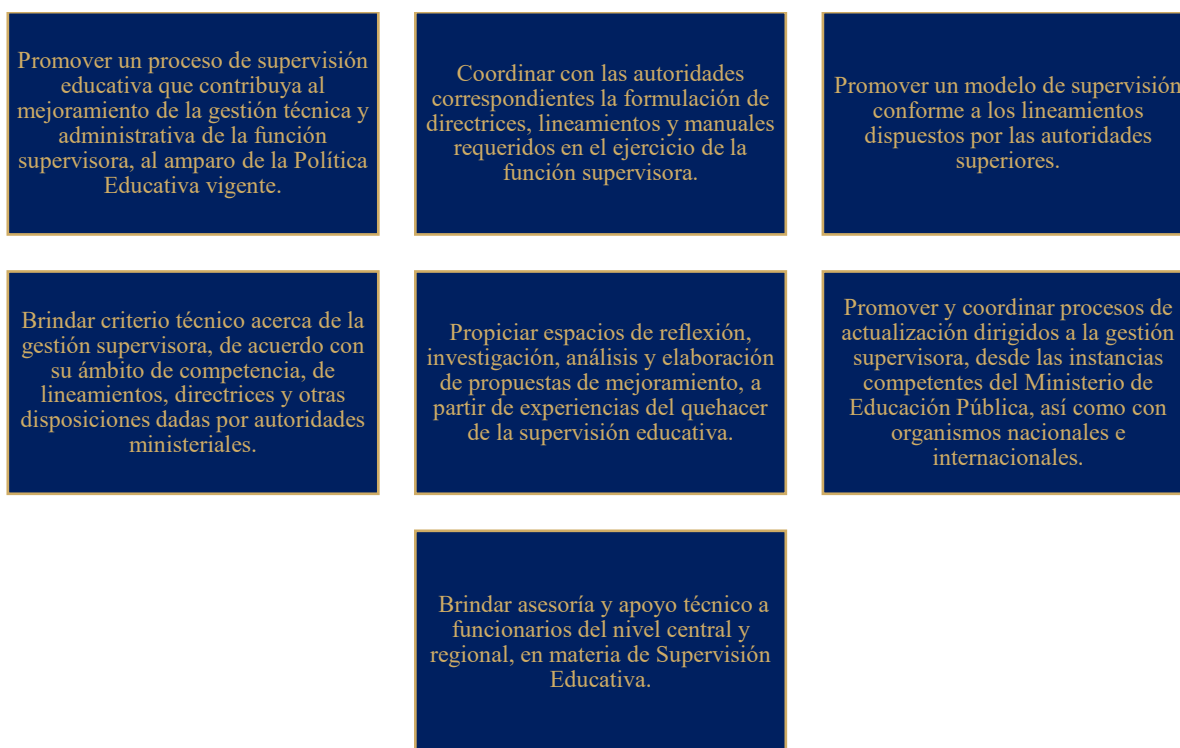 Promover un proceso de supervisión
educativa que contribuya al
mejoramiento de la gestión técnica y
administrativa de la función
supervisora, al amparo de la Política
Educativa vigente.
Coordinar con las autoridades
correspondientes la formulación de
directrices, lineamientos y manuales
requeridos en el ejercicio de la
función supervisora.
Promover un modelo de supervisión
conforme a los lineamientos
dispuestos por las autoridades
superiores.
Brindar criterio técnico acerca de la
gestión supervisora, de acuerdo con
su ámbito de competencia, de
lineamientos, directrices y otras
disposiciones dadas por autoridades
ministeriales.
Propiciar espacios de reflexión,
investigación, análisis y elaboración
de propuestas de mejoramiento, a
partir de experiencias del quehacer
de la supervisión educativa.
Promover y coordinar procesos de
actualización dirigidos a la gestión
supervisora, desde las instancias
competentes del Ministerio de
Educación Pública, así como con
organismos nacionales e
internacionales.
Brindar asesoría y apoyo técnico a
funcionarios del nivel central y
regional, en materia de Supervisión
Educativa.